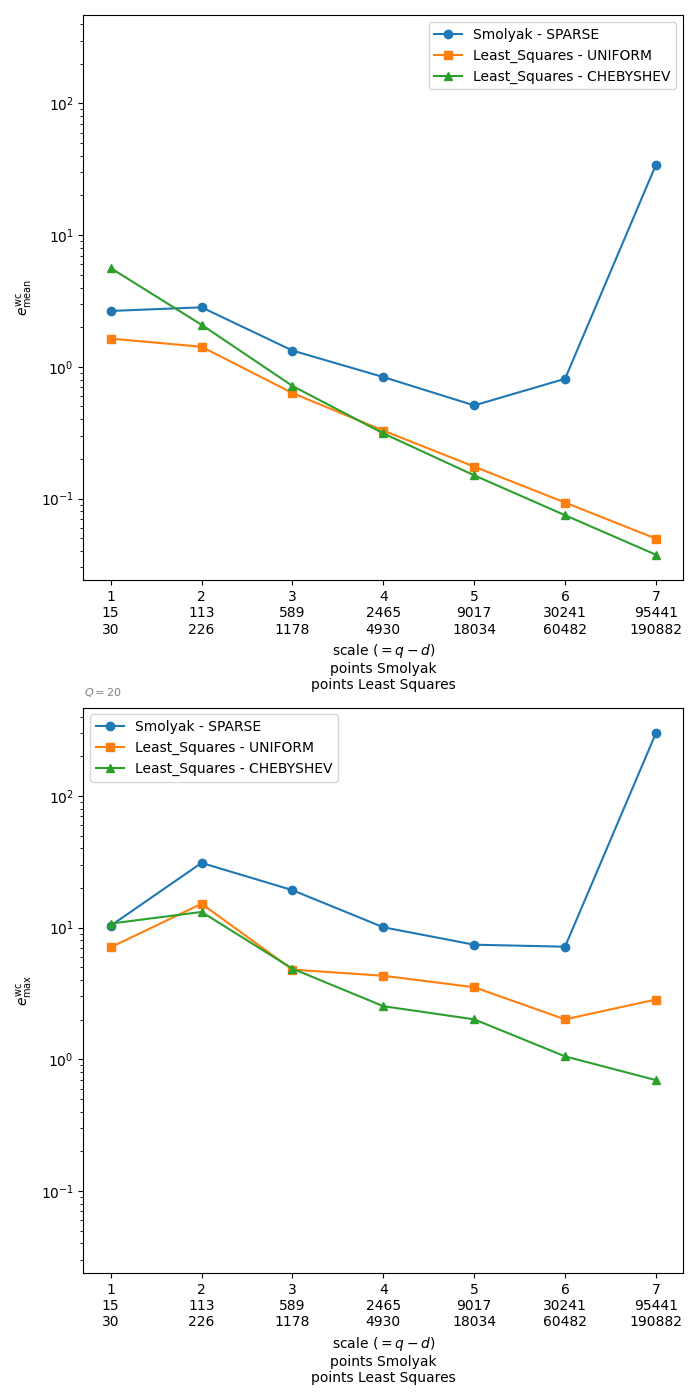 Smolyak - SPARSE
Least_Squares - UNIFORM
Least_Squares - CHEBYSHEV
10²
10¹
10⁰
10⁻¹
e_mean^wc
1 2 3 4 5 6 7
15 113 589 2465 9017 30241 95441
30 226 1178 4930 18034 60482 190882
scale (= q − d)
points Smolyak
points Least Squares
Q = 20
Smolyak - SPARSE
Least_Squares - UNIFORM
Least_Squares - CHEBYSHEV
10²
10¹
10⁰
10⁻¹
e_max^wc
1 2 3 4 5 6 7
15 113 589 2465 9017 30241 95441
30 226 1178 4930 18034 60482 190882
scale (= q − d)
points Smolyak
points Least Squares